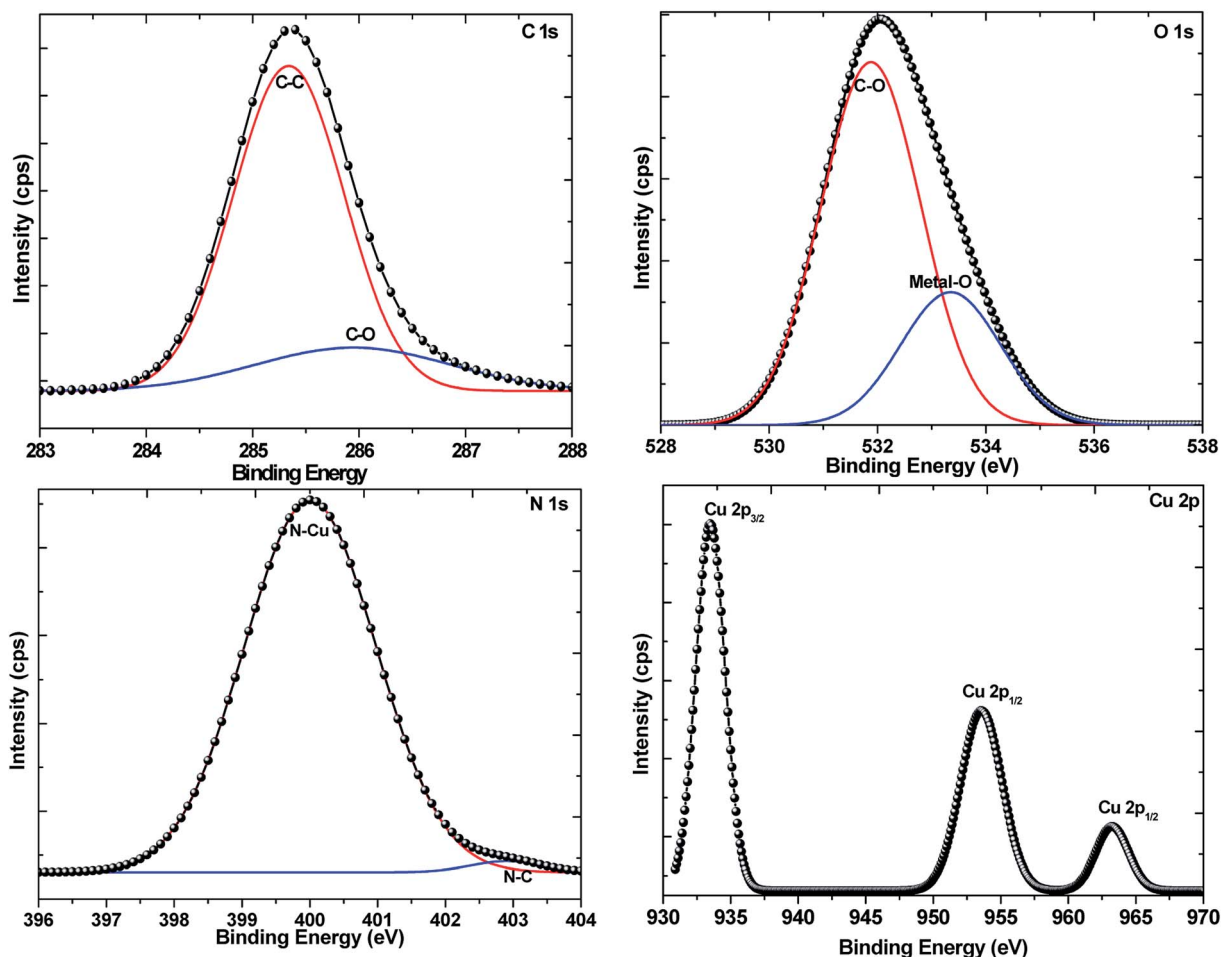 C 1s
C-C
C-O
Intensity (cps)
283 284 285 286 287 288
Binding Energy
O 1s
C-O
Metal-O
Intensity (cps)
528 530 532 534 536 538
Binding Energy (eV)
N 1s
N-Cu
N-C
Intensity (cps)
396 397 398 399 400 401 402 403 404
Binding Energy (eV)
Cu 2p
Cu 2p3/2
Cu 2p1/2
Cu 2p1/2
Intensity (cps)
930 935 940 945 950 955 960 965 970
Binding Energy (eV)